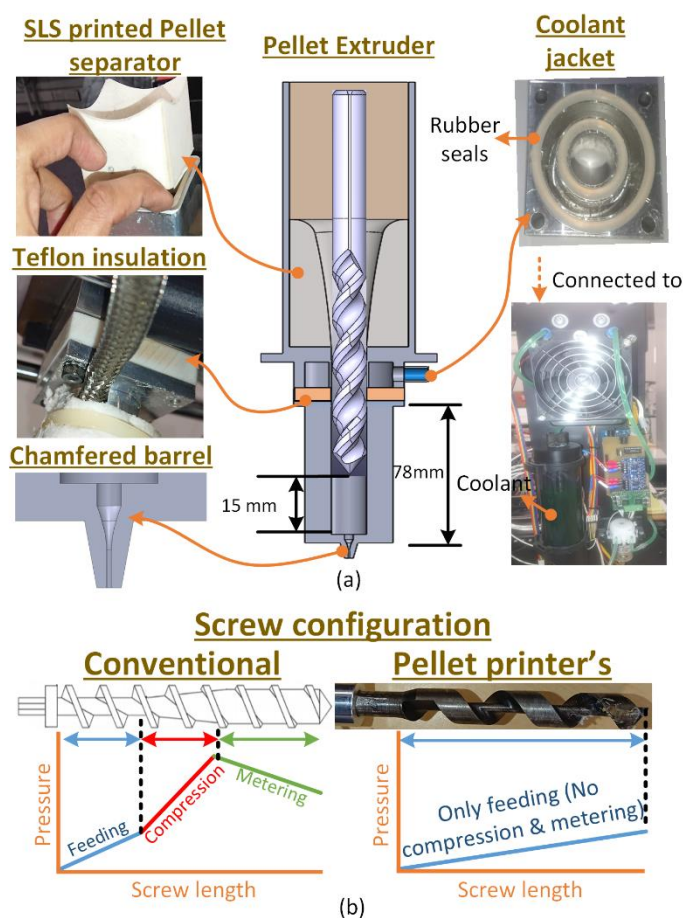 SLS printed Pellet
separator
Pellet Extruder
Coolant
jacket
Rubber
seals
Teflon insulation
Connected to
Chamfered barrel
78mm
15 mm
Coolant
(a)
Screw configuration
Conventional
Pellet printer's
Pressure
Feeding
Compression
Metering
Screw length
Pressure
Only feeding (No
compression & metering)
Screw length
(b)